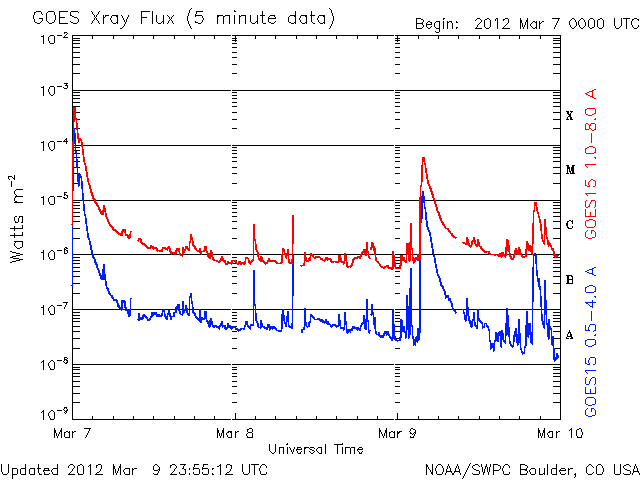 GOES Xray Flux (5 minute data)
Begin: 2012 Mar 7 0000 UTC
10⁻²
10⁻³
10⁻⁴
10⁻⁵
10⁻⁶
10⁻⁷
10⁻⁸
10⁻⁹
Watts m⁻²
X
M
C
B
A
GOES15 1.0-8.0 A
GOES15 0.5-4.0 A
Mar 7
Mar 8
Mar 9
Mar 10
Universal Time
Updated 2012 Mar 9 23:55:12 UTC
NOAA/SWPC Boulder, CO USA